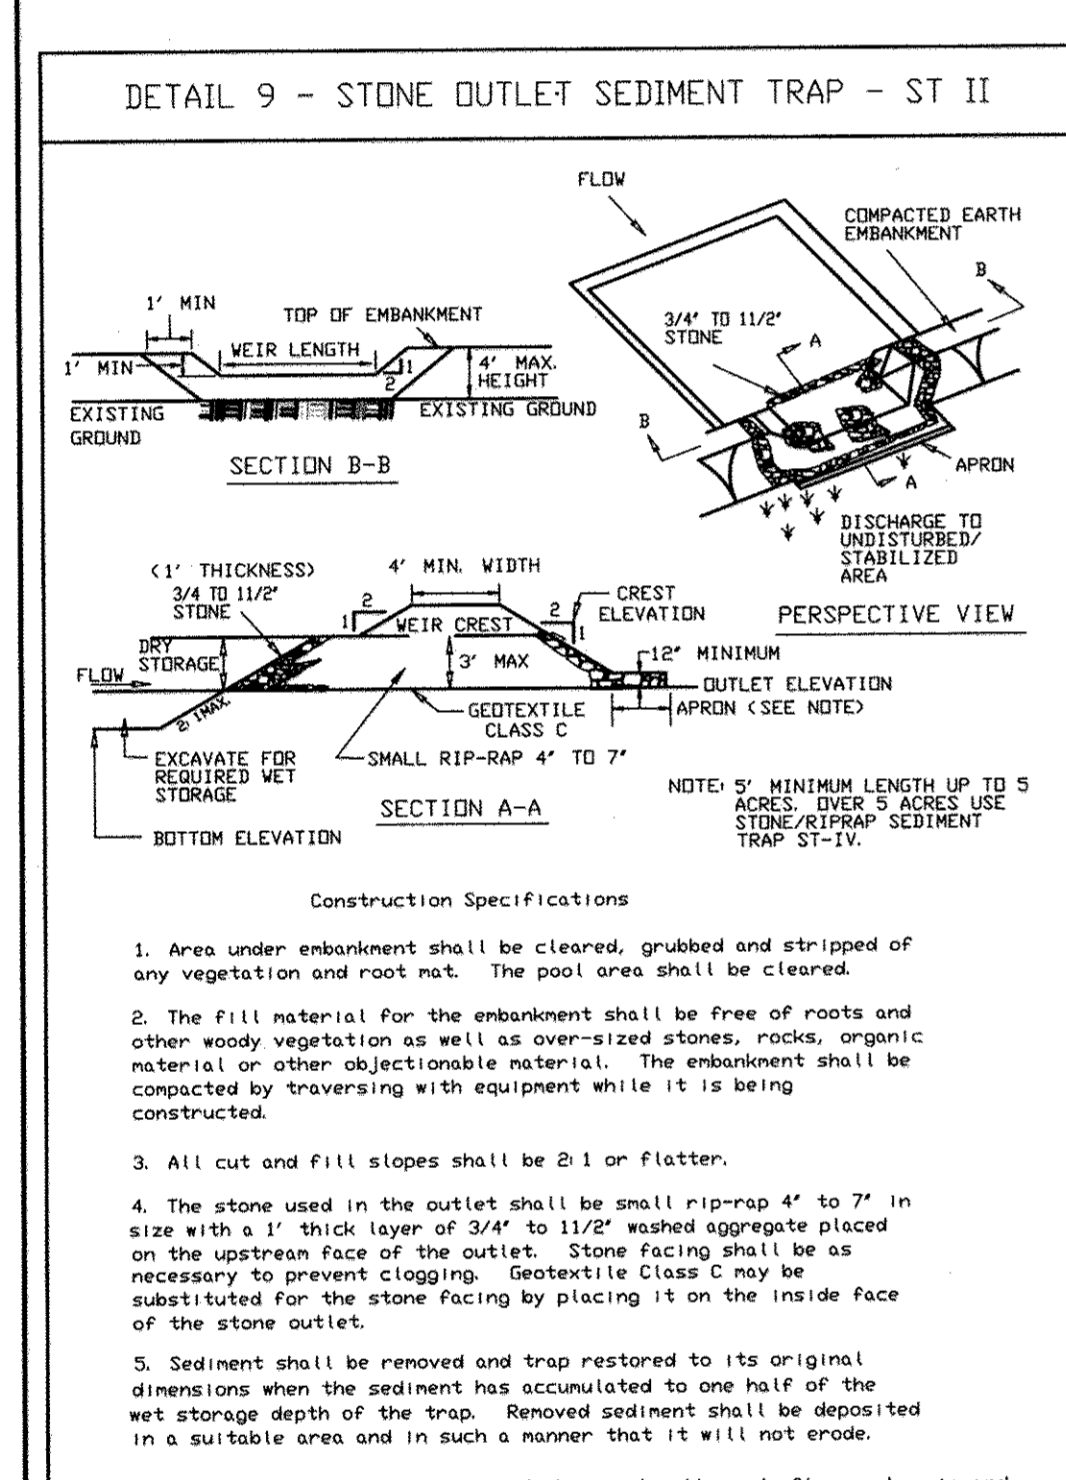 DETAIL 9 - STONE OUTLET SEDIMENT TRAP - ST II
FLOW
COMPACTED EARTH
EMBANKMENT
B
3/4" TO 11/2"
STONE
A
B
A
APRON
DISCHARGE TO
UNDISTURBED/
STABILIZED
AREA
PERSPECTIVE VIEW
1' MIN
TOP OF EMBANKMENT
WEIR LENGTH
1' MIN
1
2
4' MAX.
HEIGHT
EXISTING
GROUND
EXISTING GROUND
SECTION B-B
(1' THICKNESS)
3/4 TO 11/2"
STONE
4' MIN. WIDTH
CREST
ELEVATION
2
1
WEIR CREST
2
1
DRY
STORAGE
3' MAX
12" MINIMUM
FLOW
OUTLET ELEVATION
2:1MAX.
GEOTEXTILE
CLASS C
APRON (SEE NOTE)
EXCAVATE FOR
REQUIRED WET
STORAGE
SMALL RIP-RAP 4" TO 7"
SECTION A-A
BOTTOM ELEVATION
NOTE: 5' MINIMUM LENGTH UP TO 5
ACRES. OVER 5 ACRES USE
STONE/RIPRAP SEDIMENT
TRAP ST-IV.
Construction Specifications
1. Area under embankment shall be cleared, grubbed and stripped of
any vegetation and root mat. The pool area shall be cleared.
2. The fill material for the embankment shall be free of roots and
other woody vegetation as well as over-sized stones, rocks, organic
material or other objectionable material. The embankment shall be
compacted by traversing with equipment while it is being
constructed.
3. All cut and fill slopes shall be 2:1 or flatter.
4. The stone used in the outlet shall be small rip-rap 4" to 7" in
size with a 1' thick layer of 3/4" to 11/2" washed aggregate placed
on the upstream face of the outlet. Stone facing shall be as
necessary to prevent clogging. Geotextile Class C may be
substituted for the stone facing by placing it on the inside face
of the stone outlet.
5. Sediment shall be removed and trap restored to its original
dimensions when the sediment has accumulated to one half of the
wet storage depth of the trap. Removed sediment shall be deposited
in a suitable area and in such a manner that it will not erode.